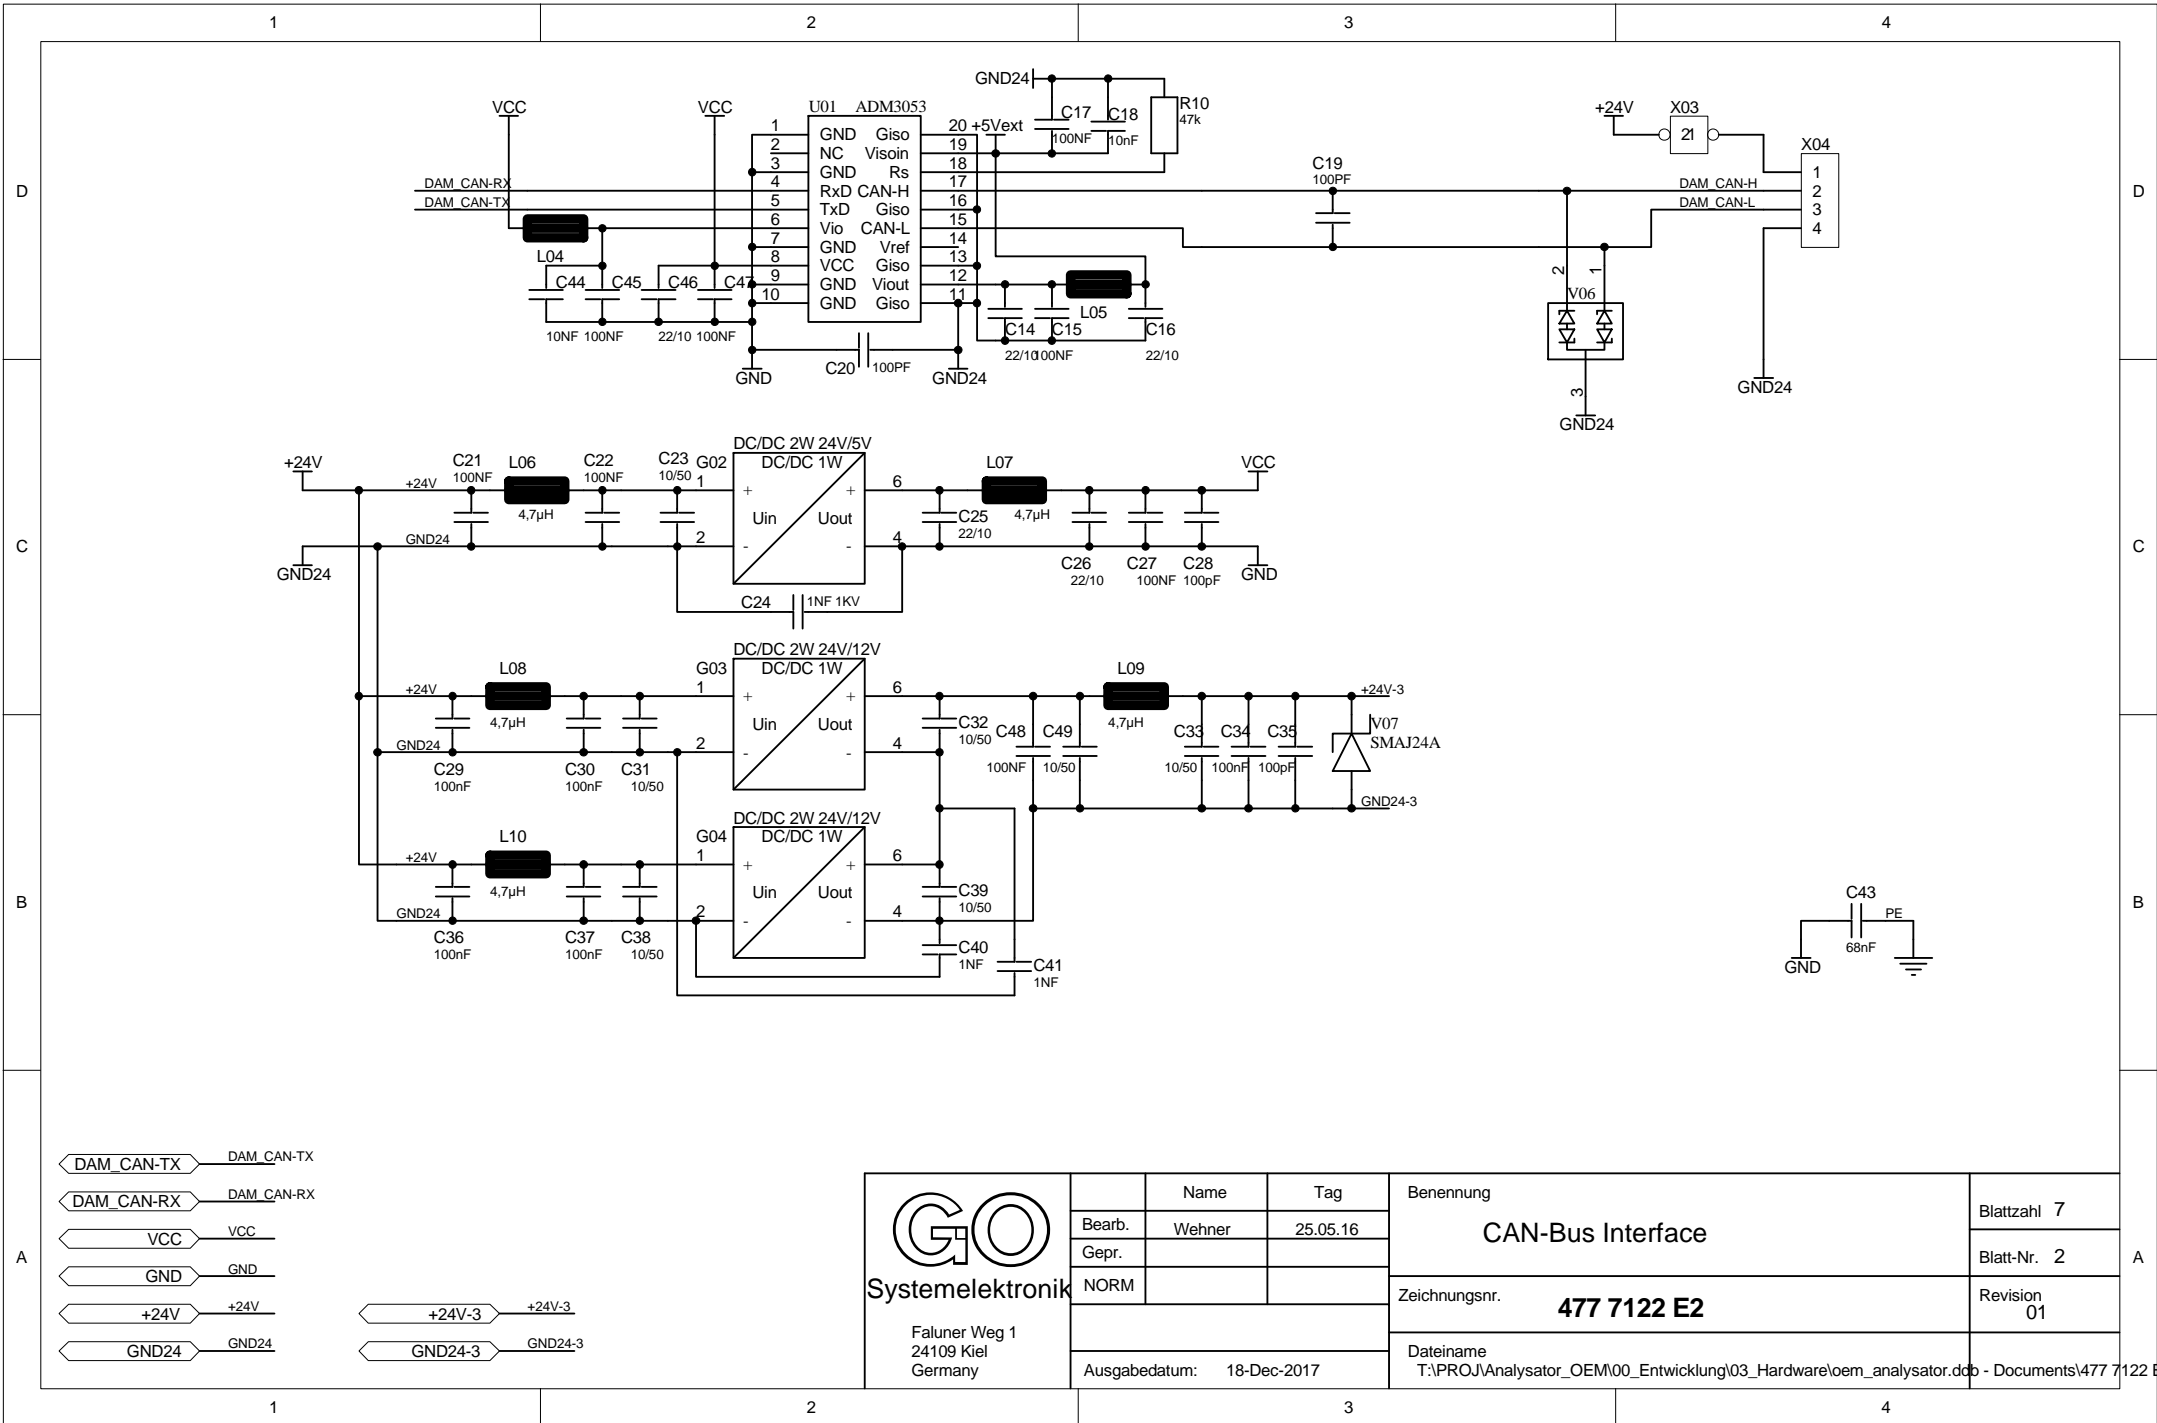 1 2 3 4
D
C
B
A
D
C
B
A
VCC
VCC
U01 ADM3053
GND24
C17
100NF
C18
10nF
R10
47k
+5Vext
1 GND Giso 20
2 NC Visoin 19
3 GND Rs 18
4 RxD CAN-H 17
5 TxD Giso 16
6 Vio CAN-L 15
7 GND Vref 14
8 VCC Giso 13
9 GND Viout 12
10 GND Giso 11
DAM_CAN-RX
DAM_CAN-TX
L04
C44
10NF
C45
100NF
C46
22/10
C47
100NF
GND
C20
100PF
GND24
C14
22/10
C15
100NF
L05
C16
22/10
C19
100PF
+24V
X03
21
X04
1
2
3
4
DAM_CAN-H
DAM_CAN-L
2
1
V06
3
GND24
GND24
+24V
+24V
C21
100NF
L06
4,7µH
C22
100NF
C23
10/50
G02
DC/DC 2W 24V/5V
DC/DC 1W
1 + + 6
Uin Uout
2 - - 4
GND24
GND24
C24
1NF 1KV
C25
22/10
L07
4,7µH
C26
22/10
C27
100NF
C28
100pF
VCC
GND
+24V
L08
4,7µH
G03
DC/DC 2W 24V/12V
DC/DC 1W
1 + + 6
Uin Uout
2 - - 4
GND24
C29
100nF
C30
100nF
C31
10/50
C32
10/50
C48
100NF
C49
10/50
L09
4,7µH
C33
10/50
C34
100nF
C35
100pF
+24V-3
V07
SMAJ24A
GND24-3
+24V
L10
4,7µH
G04
DC/DC 2W 24V/12V
DC/DC 1W
1 + + 6
Uin Uout
2 - - 4
GND24
C36
100nF
C37
100nF
C38
10/50
C39
10/50
C40
1NF
C41
1NF
C43
68nF
PE
GND
DAM_CAN-TX DAM_CAN-TX
DAM_CAN-RX DAM_CAN-RX
VCC VCC
GND GND
+24V +24V
GND24 GND24
+24V-3 +24V-3
GND24-3 GND24-3
GO
Systemelektronik
Faluner Weg 1
24109 Kiel
Germany
Name Tag
Bearb. Wehner 25.05.16
Gepr.
NORM
Ausgabedatum: 18-Dec-2017
Benennung
CAN-Bus Interface
Zeichnungsnr.
477 7122 E2
Dateiname
T:\PROJ\Analysator_OEM\00_Entwicklung\03_Hardware\oem_analysator.ddb - Documents\477 7122 E
Blattzahl 7
Blatt-Nr. 2
Revision
01
1 2 3 4